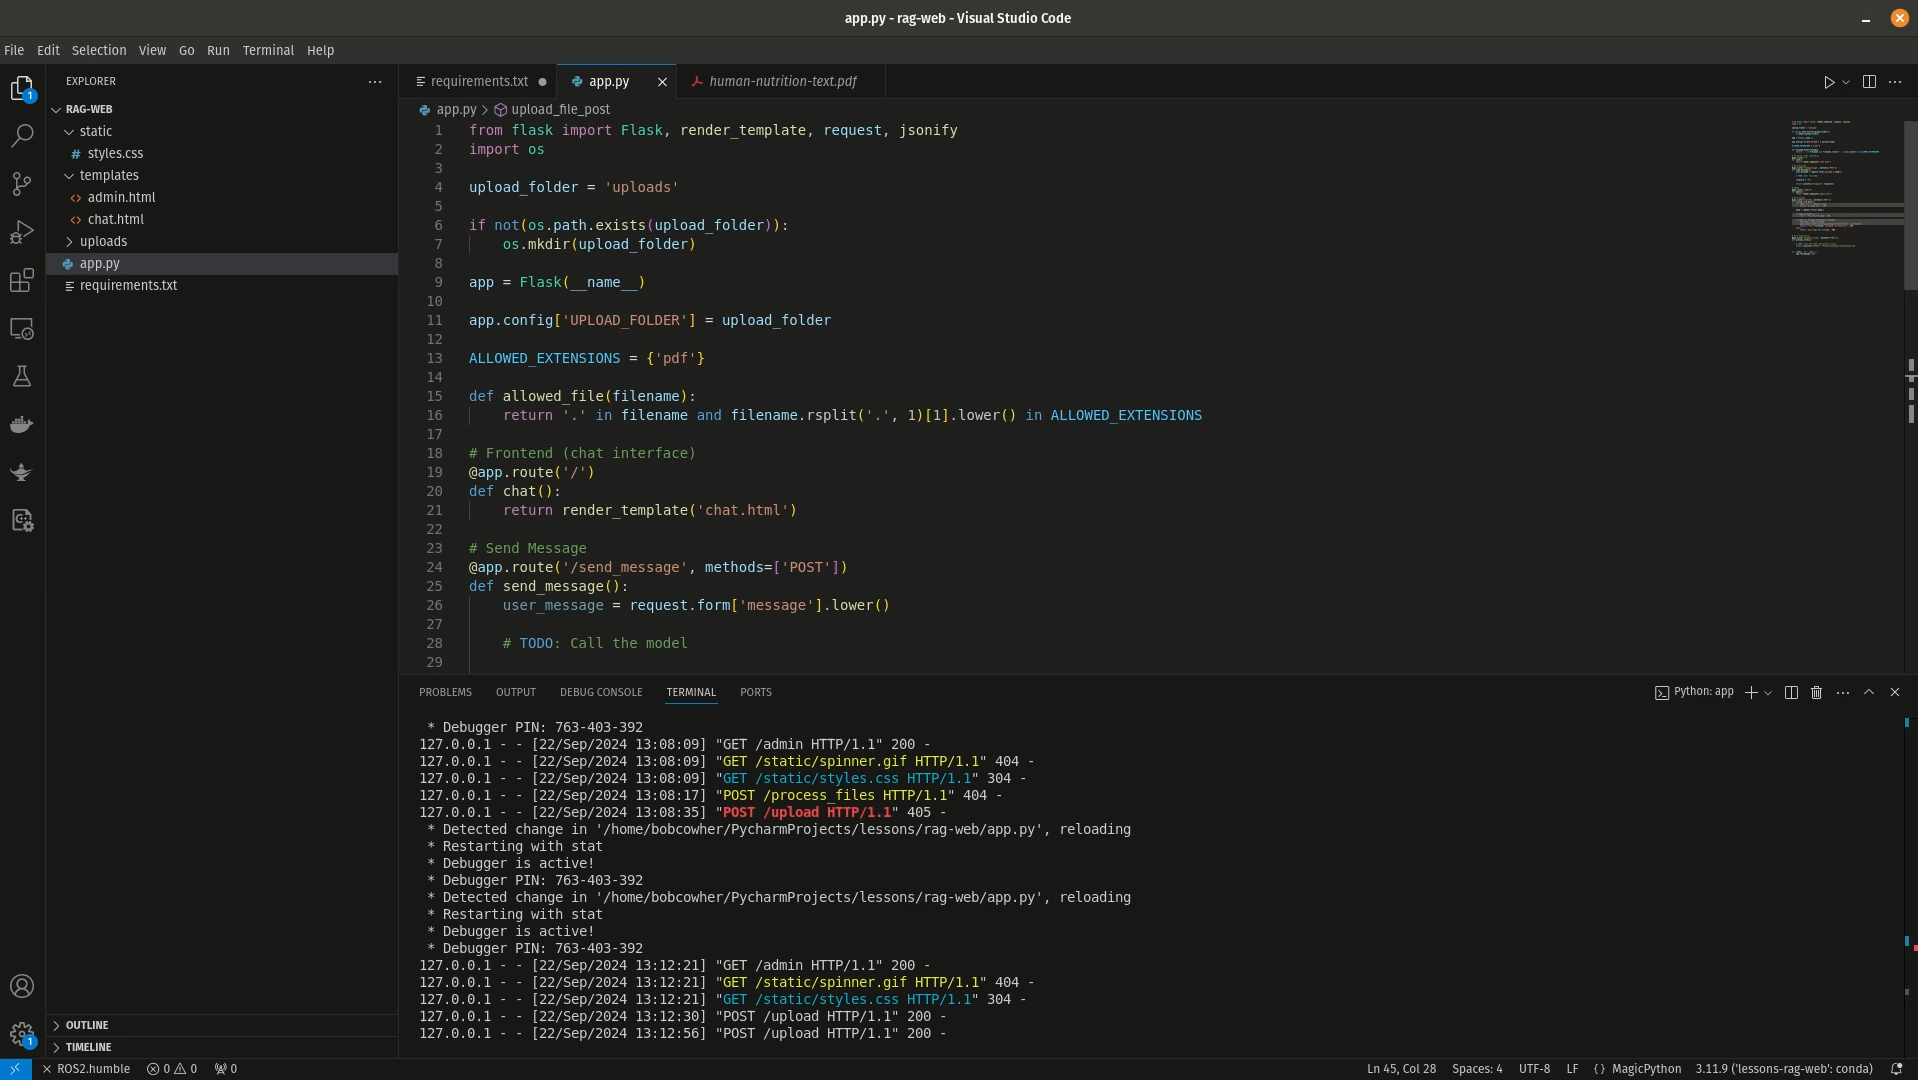 app.py - rag-web - Visual Studio Code
File Edit Selection View Go Run Terminal Help
EXPLORER
RAG-WEB
static
styles.css
templates
admin.html
chat.html
uploads
app.py
requirements.txt
OUTLINE
TIMELINE
requirements.txt app.py human-nutrition-text.pdf
app.py > upload_file_post
1 from flask import Flask, render_template, request, jsonify
2 import os
3
4 upload_folder = 'uploads'
5
6 if not(os.path.exists(upload_folder)):
7 os.mkdir(upload_folder)
8
9 app = Flask(__name__)
10
11 app.config['UPLOAD_FOLDER'] = upload_folder
12
13 ALLOWED_EXTENSIONS = {'pdf'}
14
15 def allowed_file(filename):
16 return '.' in filename and filename.rsplit('.', 1)[1].lower() in ALLOWED_EXTENSIONS
17
18 # Frontend (chat interface)
19 @app.route('/')
20 def chat():
21 return render_template('chat.html')
22
23 # Send Message
24 @app.route('/send_message', methods=['POST'])
25 def send_message():
26 user_message = request.form['message'].lower()
27
28 # TODO: Call the model
29
PROBLEMS OUTPUT DEBUG CONSOLE TERMINAL PORTS
Python: app
* Debugger PIN: 763-403-392
127.0.0.1 - - [22/Sep/2024 13:08:09] "GET /admin HTTP/1.1" 200 -
127.0.0.1 - - [22/Sep/2024 13:08:09] "GET /static/spinner.gif HTTP/1.1" 404 -
127.0.0.1 - - [22/Sep/2024 13:08:09] "GET /static/styles.css HTTP/1.1" 304 -
127.0.0.1 - - [22/Sep/2024 13:08:17] "POST /process_files HTTP/1.1" 404 -
127.0.0.1 - - [22/Sep/2024 13:08:35] "POST /upload HTTP/1.1" 405 -
* Detected change in '/home/bobcowher/PycharmProjects/lessons/rag-web/app.py', reloading
* Restarting with stat
* Debugger is active!
* Debugger PIN: 763-403-392
* Detected change in '/home/bobcowher/PycharmProjects/lessons/rag-web/app.py', reloading
* Restarting with stat
* Debugger is active!
* Debugger PIN: 763-403-392
127.0.0.1 - - [22/Sep/2024 13:12:21] "GET /admin HTTP/1.1" 200 -
127.0.0.1 - - [22/Sep/2024 13:12:21] "GET /static/spinner.gif HTTP/1.1" 404 -
127.0.0.1 - - [22/Sep/2024 13:12:21] "GET /static/styles.css HTTP/1.1" 304 -
127.0.0.1 - - [22/Sep/2024 13:12:30] "POST /upload HTTP/1.1" 200 -
127.0.0.1 - - [22/Sep/2024 13:12:56] "POST /upload HTTP/1.1" 200 -
ROS2.humble 0 0 0 Ln 45, Col 28 Spaces: 4 UTF-8 LF {} MagicPython 3.11.9 ('lessons-rag-web': conda)